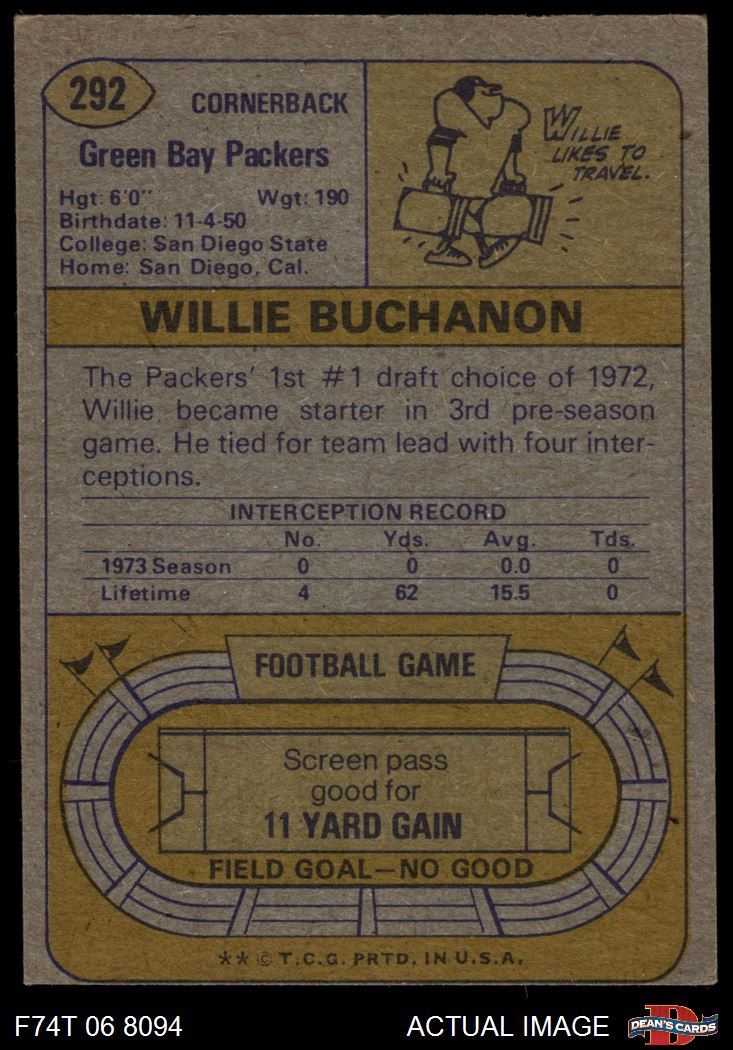 292
CORNERBACK
Green Bay Packers
Hgt: 6'0" Wgt: 190
Birthdate: 11-4-50
College: San Diego State
Home: San Diego, Cal.
WILLIE
LIKES TO
TRAVEL.
WILLIE BUCHANON
The Packers' 1st #1 draft choice of 1972,
Willie became starter in 3rd pre-season
game. He tied for team lead with four inter-
ceptions.
INTERCEPTION RECORD
No. Yds. Avg. Tds.
1973 Season 0 0 0.0 0
Lifetime 4 62 15.5 0
FOOTBALL GAME
Screen pass
good for
11 YARD GAIN
FIELD GOAL—NO GOOD
** © T.C.G. PRTD. IN U.S.A.
F74T 06 8094 ACTUAL IMAGE
DEAN'S CARDS